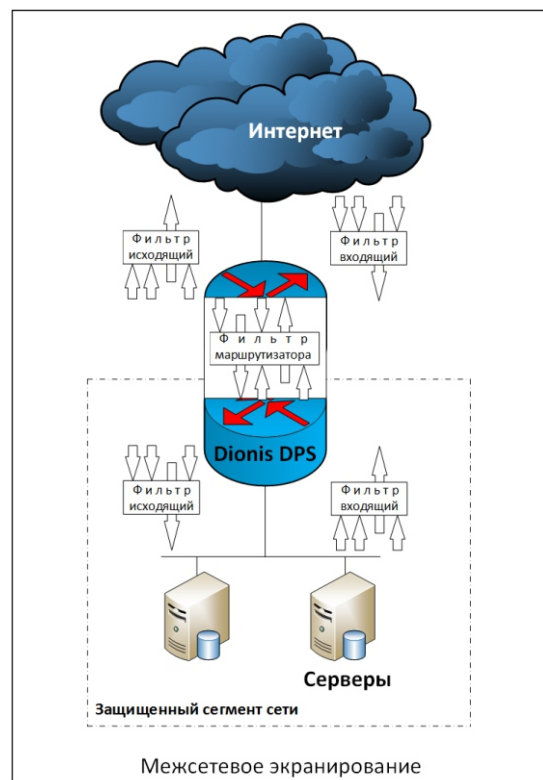 Интернет
Фильтр
исходящий
Фильтр
входящий
Фильтр
маршрутизатора
Dionis DPS
Фильтр
исходящий
Фильтр
входящий
Серверы
Защищенный сегмент сети
Межсетевое экранирование